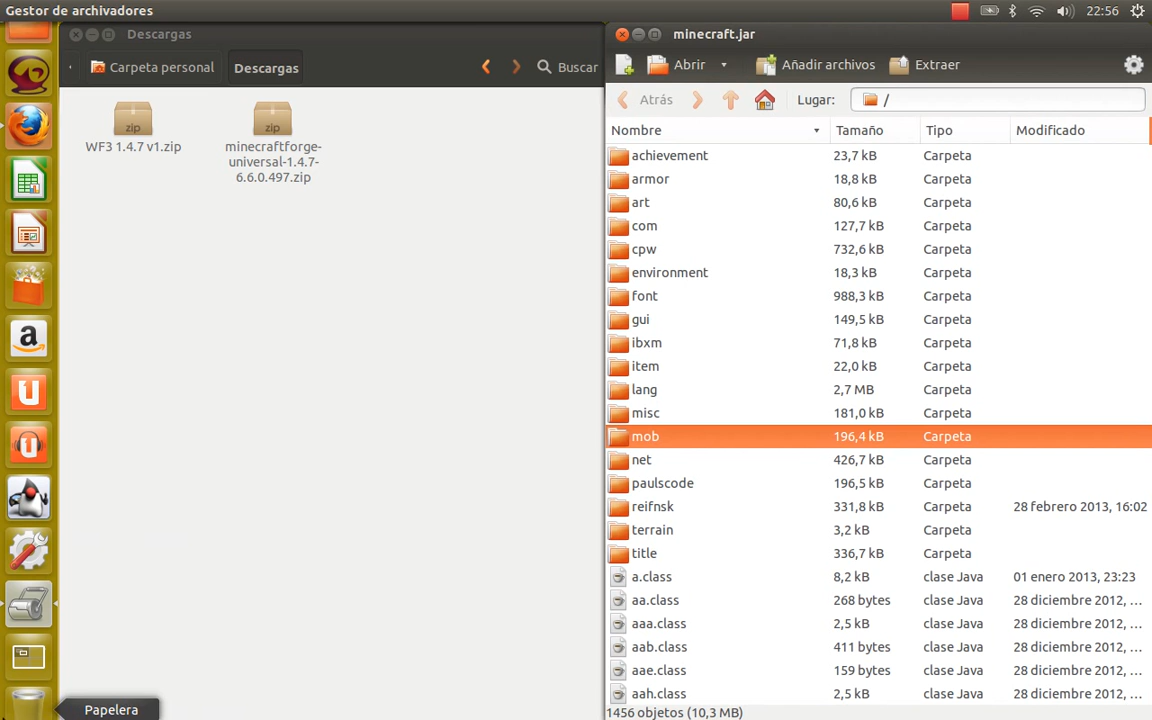 Gestor de archivadores
22:56
Descargas
Carpeta personal
Descargas
Buscar
zip
WF3 1.4.7 v1.zip
zip
minecraftforge-
universal-1.4.7-
6.6.0.497.zip
Papelera
minecraft.jar
Abrir
Añadir archivos
Extraer
Atrás
Lugar:
/
Nombre Tamaño Tipo Modificado
achievement 23,7 kB Carpeta
armor 18,8 kB Carpeta
art 80,6 kB Carpeta
com 127,7 kB Carpeta
cpw 732,6 kB Carpeta
environment 18,3 kB Carpeta
font 988,3 kB Carpeta
gui 149,5 kB Carpeta
ibxm 71,8 kB Carpeta
item 22,0 kB Carpeta
lang 2,7 MB Carpeta
misc 181,0 kB Carpeta
mob 196,4 kB Carpeta
net 426,7 kB Carpeta
paulscode 196,5 kB Carpeta
reifnsk 331,8 kB Carpeta 28 febrero 2013, 16:02
terrain 3,2 kB Carpeta
title 336,7 kB Carpeta
a.class 8,2 kB clase Java 01 enero 2013, 23:23
aa.class 268 bytes clase Java 28 diciembre 2012, ...
aaa.class 2,5 kB clase Java 28 diciembre 2012, ...
aab.class 411 bytes clase Java 28 diciembre 2012, ...
aae.class 159 bytes clase Java 28 diciembre 2012, ...
aah.class 2,5 kB clase Java 28 diciembre 2012, ...
1456 objetos (10,3 MB)